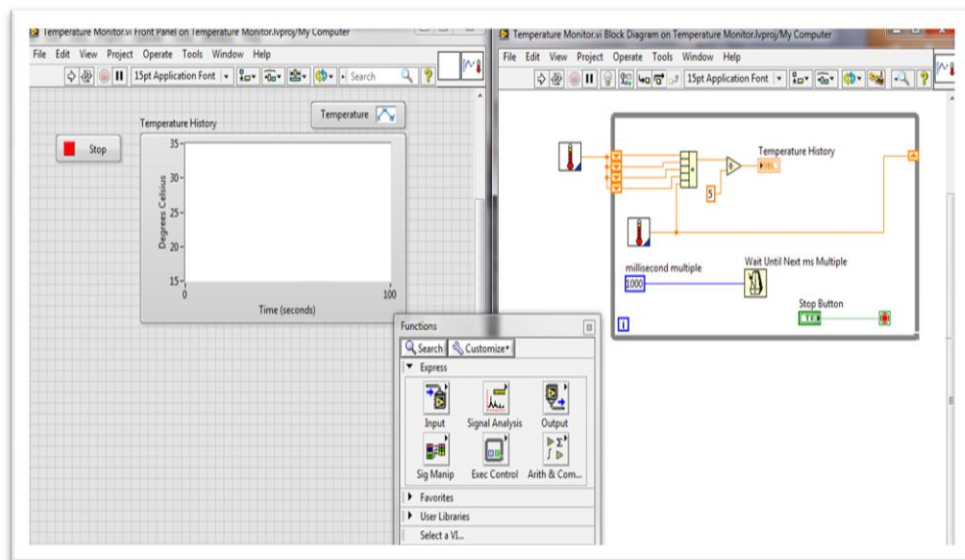 Temperature Monitor.vi Front Panel on Temperature Monitor.lvproj/My Computer
File Edit View Project Operate Tools Window Help
15pt Application Font
Search
Temperature
Temperature History
Stop
35
30
25
20
15
Degrees Celsius
0
100
Time (seconds)
Temperature Monitor.vi Block Diagram on Temperature Monitor.lvproj/My Computer
File Edit View Project Operate Tools Window Help
15pt Application Font
Temperature History
5
millisecond multiple
1000
Wait Until Next ms Multiple
Stop Button
TF
i
Functions
Search Customize
Express
Input Signal Analysis Output
Sig Manip Exec Control Arith & Com...
Favorites
User Libraries
Select a VI...